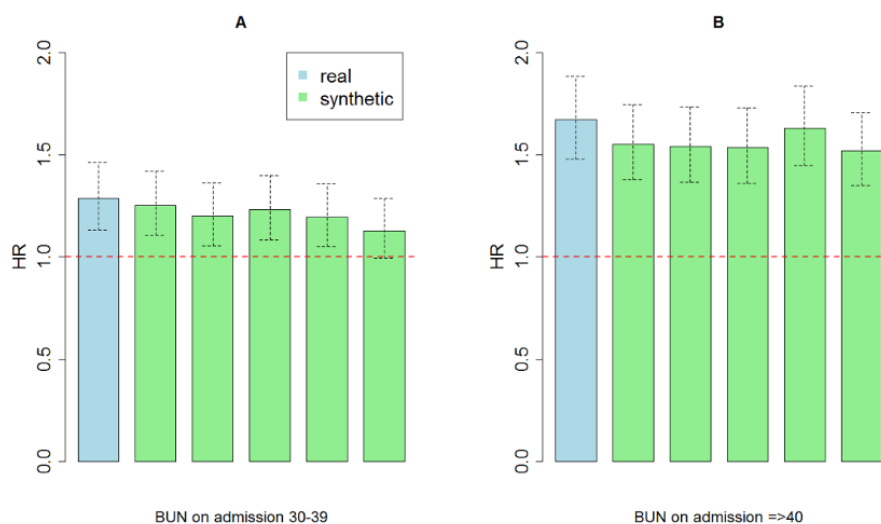 A
B
real
synthetic
HR
0.0
0.5
1.0
1.5
2.0
HR
0.0
0.5
1.0
1.5
2.0
BUN on admission 30-39
BUN on admission =>40